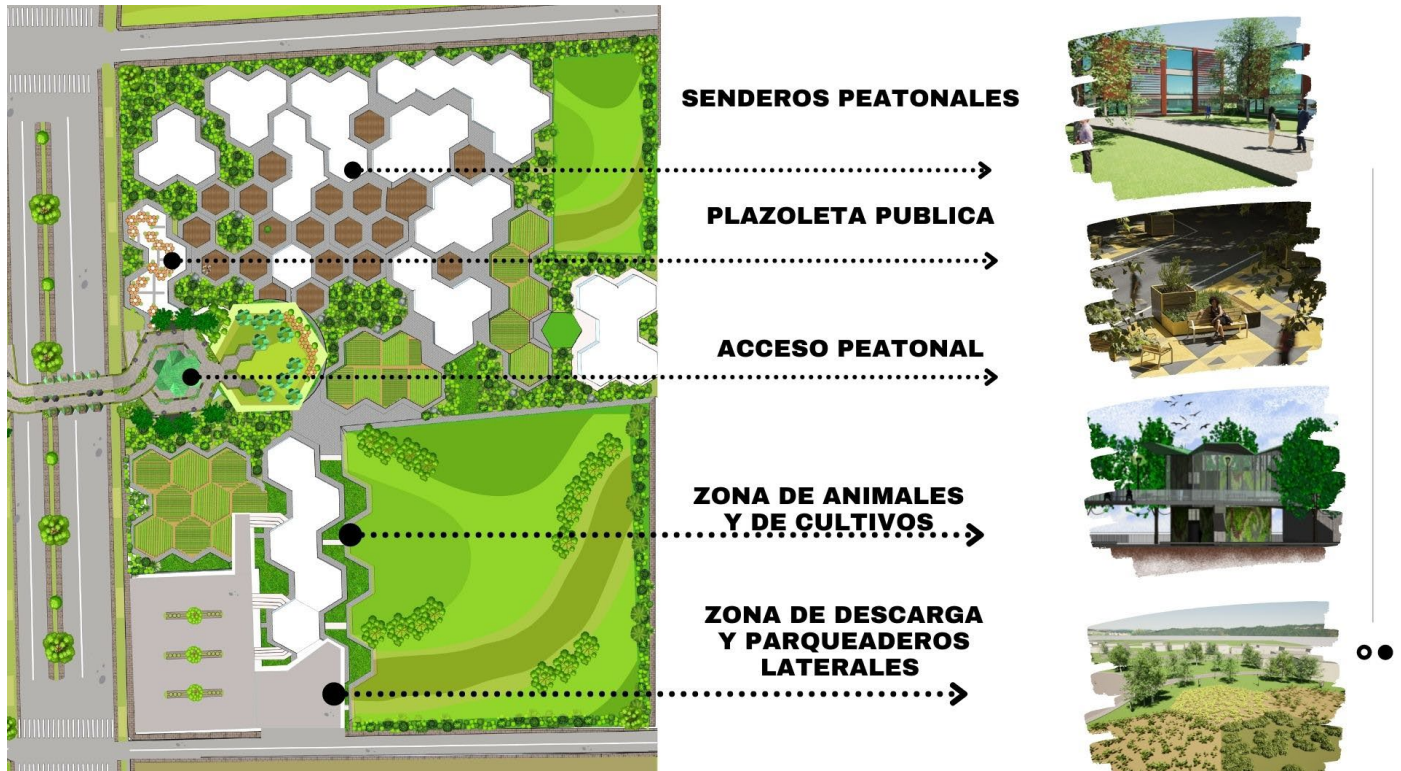 SENDEROS PEATONALES
PLAZOLETA PUBLICA
ACCESO PEATONAL
ZONA DE ANIMALES
Y DE CULTIVOS
ZONA DE DESCARGA
Y PARQUEADEROS
LATERALES